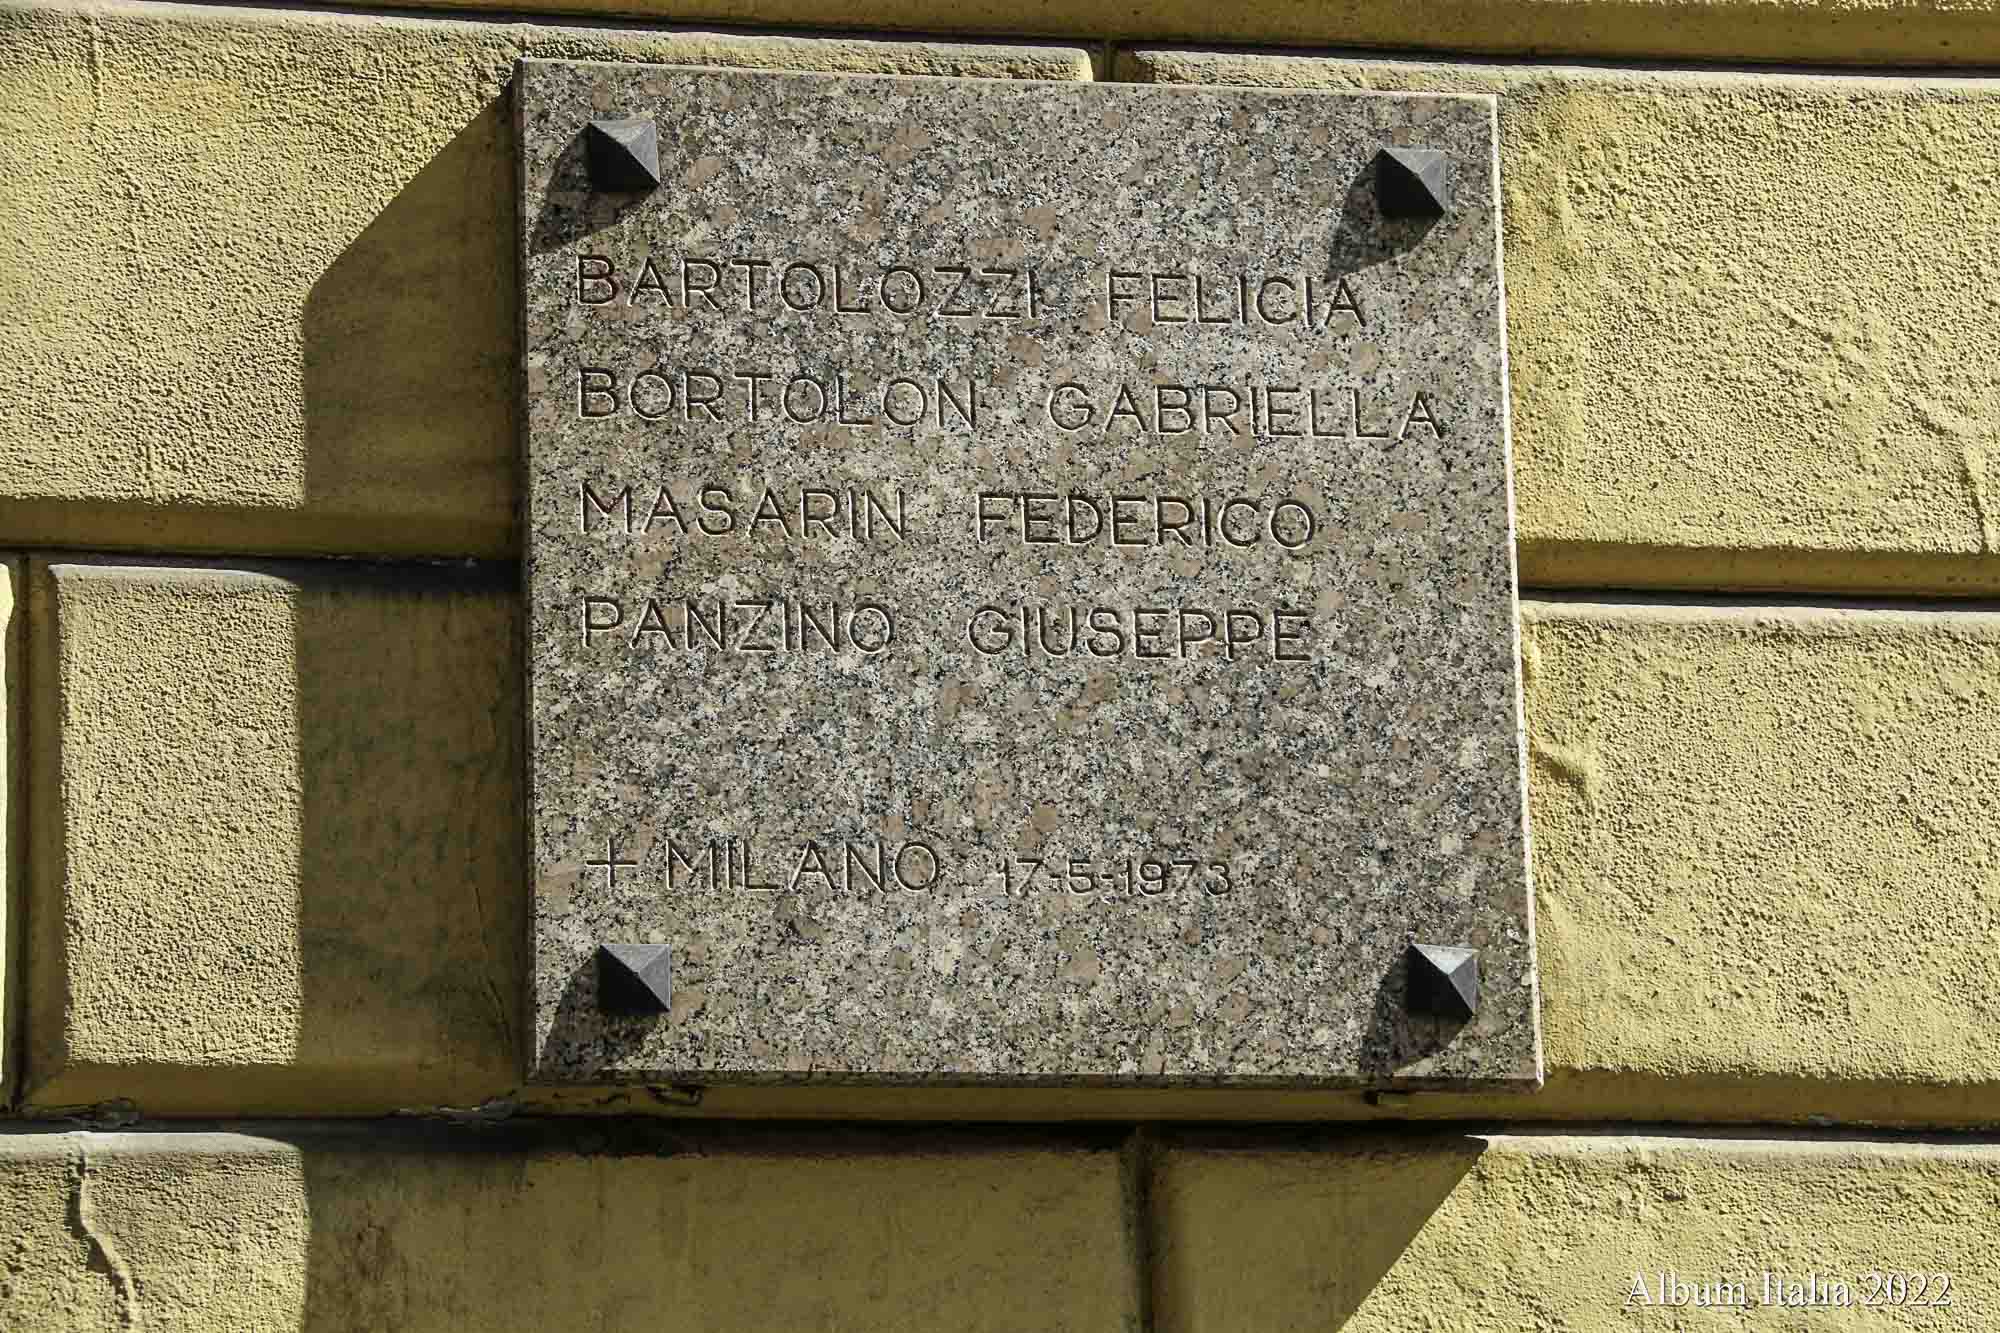 BARTOLOZZI FELICIA
BORTOLON GABRIELLA
MASARIN FEDERICO
PANZINO GIUSEPPE
+ MILANO 17-5-1973
Album Italia 2022